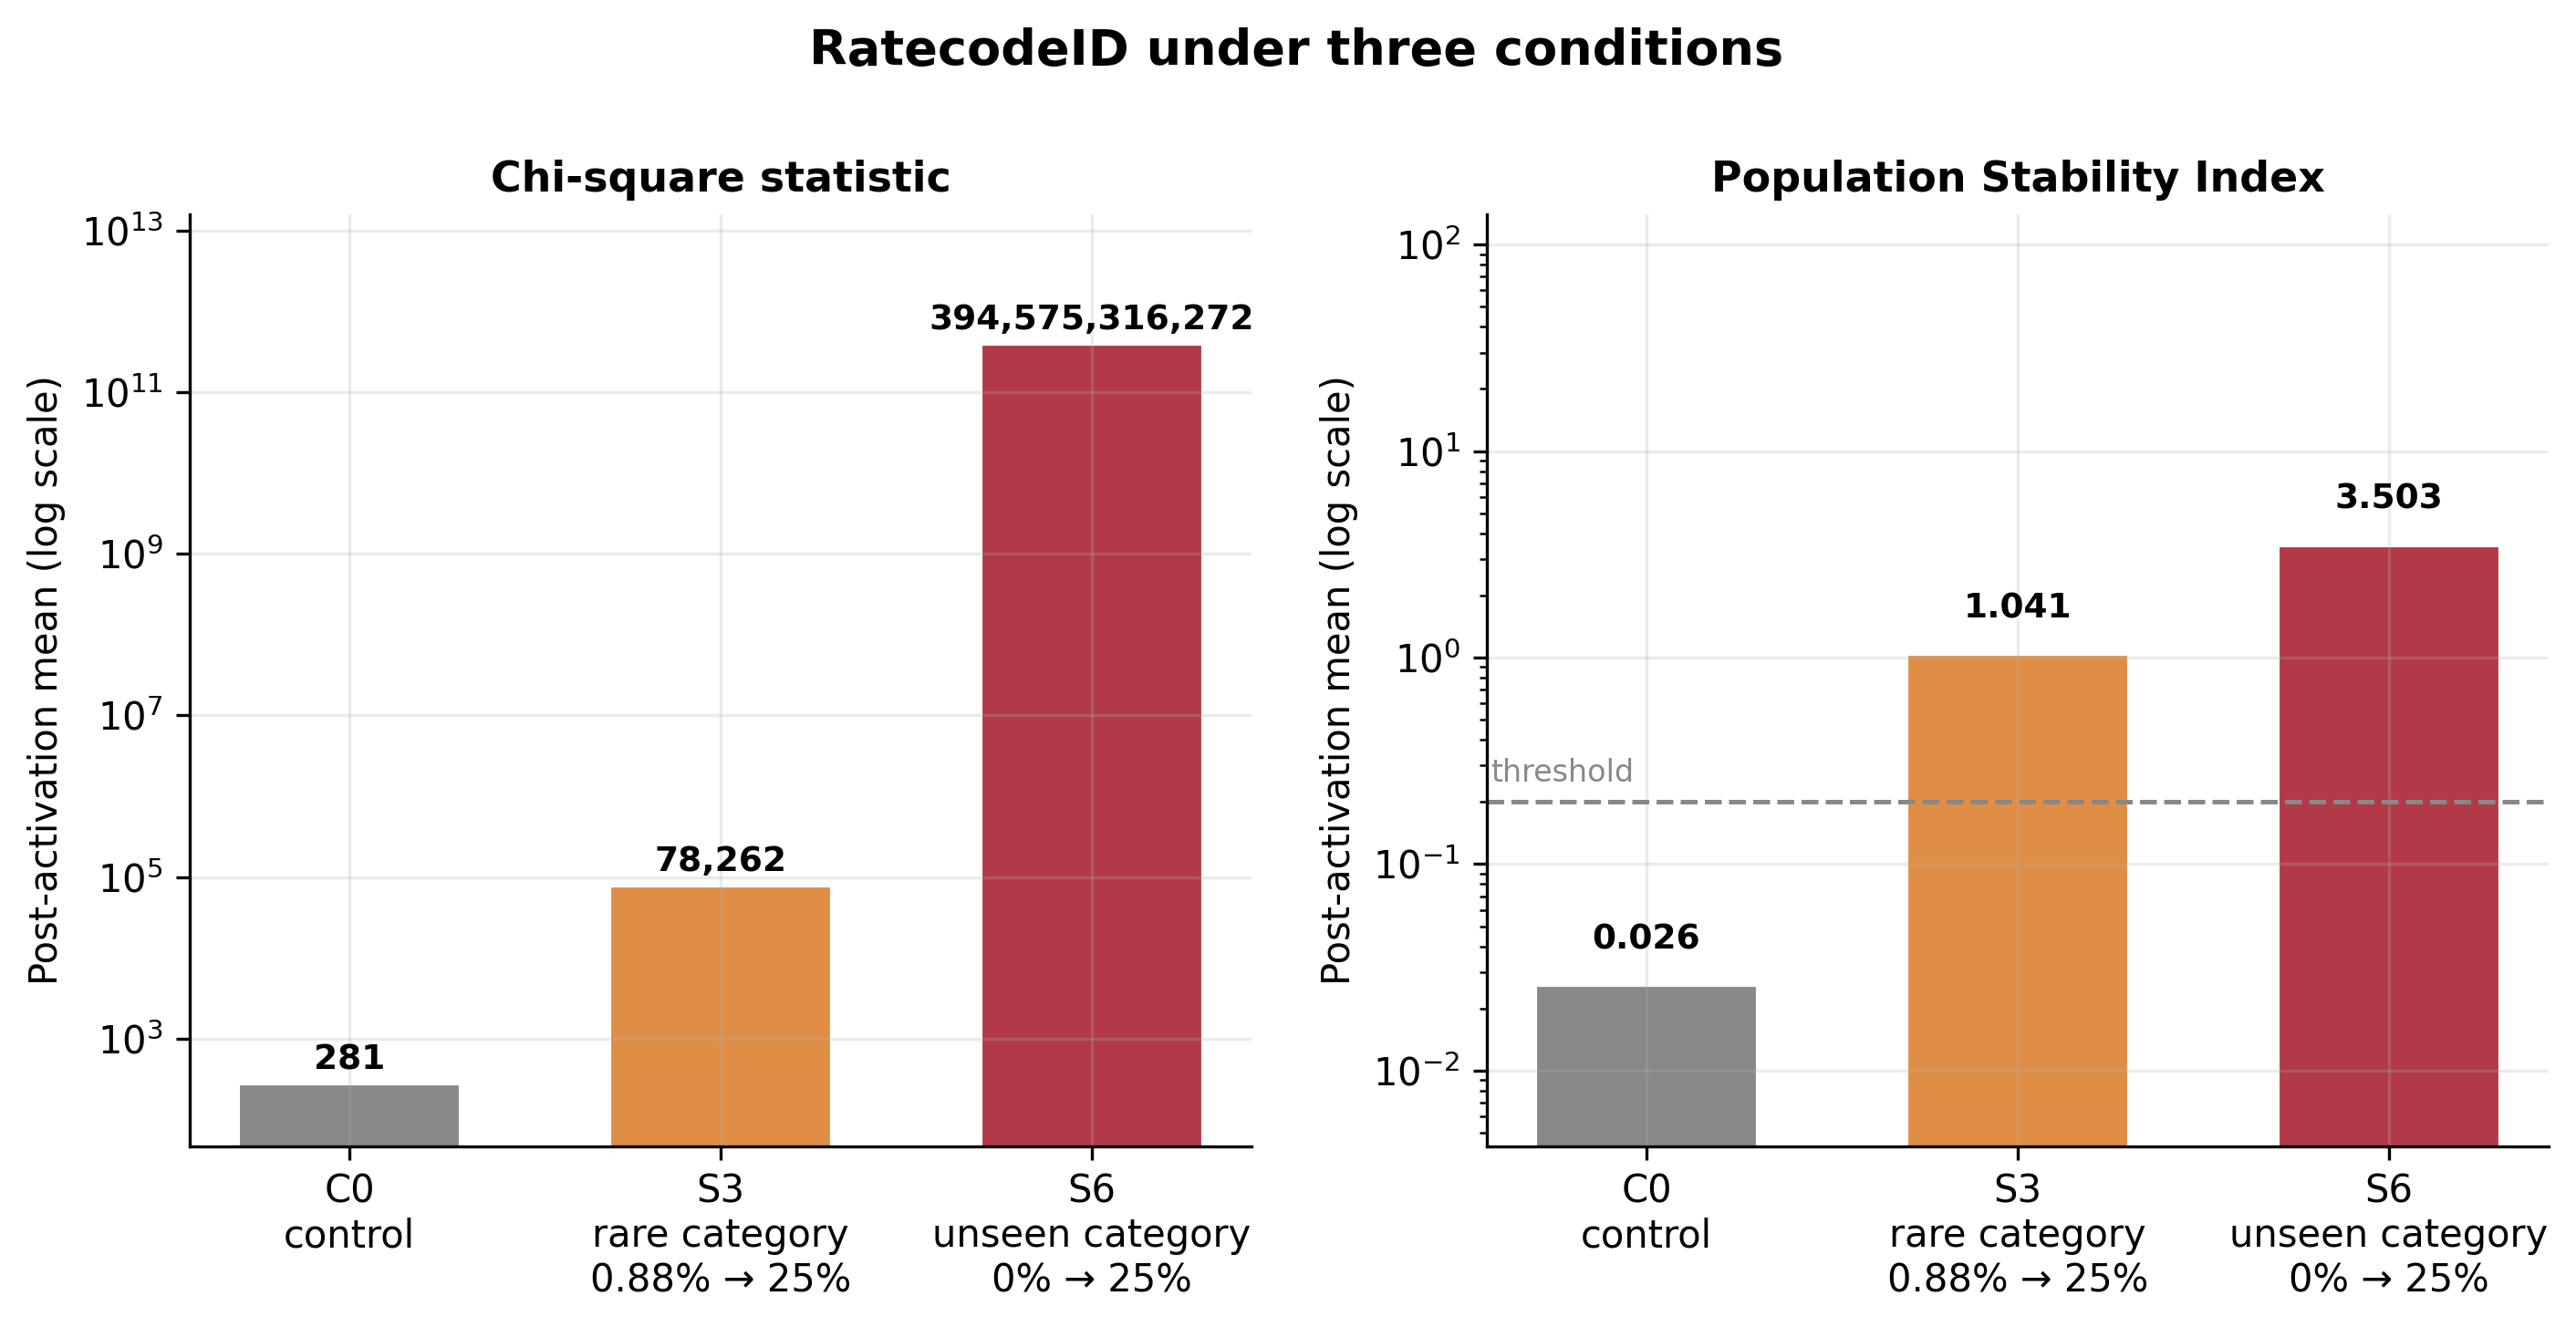 RatecodeID under three conditions
Chi-square statistic
Post-activation mean (log scale)
10¹³
10¹¹
10⁹
10⁷
10⁵
10³
281
78,262
394,575,316,272
C0
control
S3
rare category
0.88% → 25%
S6
unseen category
0% → 25%
Population Stability Index
Post-activation mean (log scale)
10²
10¹
10⁰
10⁻¹
10⁻²
threshold
0.026
1.041
3.503
C0
control
S3
rare category
0.88% → 25%
S6
unseen category
0% → 25%